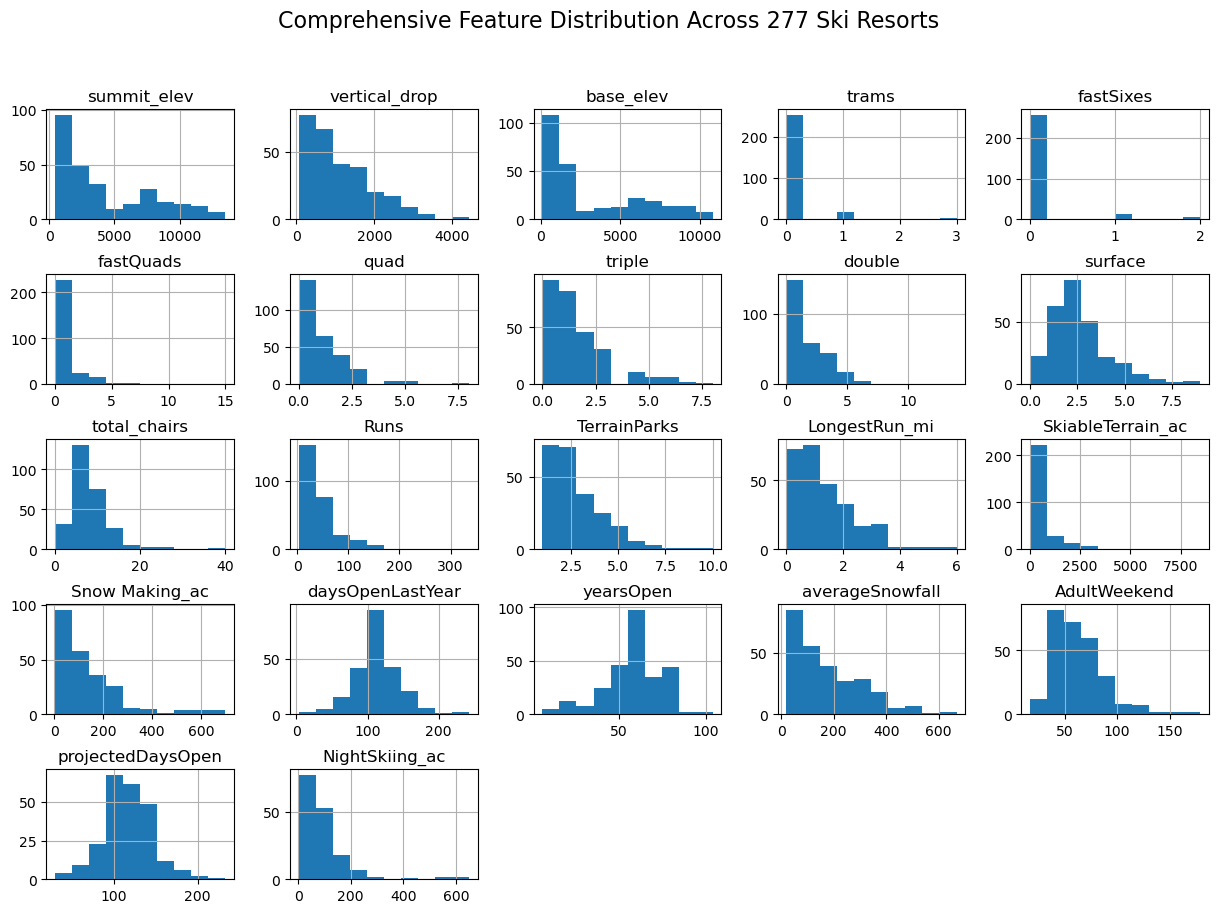 Comprehensive Feature Distribution Across 277 Ski Resorts
summit_elev vertical_drop base_elev trams fastSixes
100 50 0 50 0 100 50 0 200 100 0 200 100 0
0 5000 10000 0 2000 4000 0 5000 10000 0 1 2 3 0 1 2
fastQuads quad triple double surface
200 100 0 100 50 0 50 0 100 0 50 0
0 5 10 15 0.0 2.5 5.0 7.5 0.0 2.5 5.0 7.5 0 5 10 0.0 2.5 5.0 7.5
total_chairs Runs TerrainParks LongestRun_mi SkiableTerrain_ac
100 50 0 100 0 50 0 50 0 200 100 0
0 20 40 0 100 200 300 2.5 5.0 7.5 10.0 0 2 4 6 0 2500 5000 7500
Snow Making_ac daysOpenLastYear yearsOpen averageSnowfall AdultWeekend
100 50 0 50 0 100 50 0 50 0 50 0
0 200 400 600 0 100 200 50 100 0 200 400 600 50 100 150
projectedDaysOpen NightSkiing_ac
50 25 0 50 0
100 200 0 200 400 600